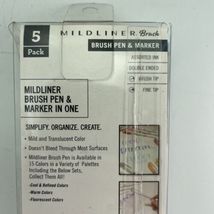 5
Pack
MILDLINER Brush
BRUSH PEN & MARKER
ASSORTED INK
DOUBLE ENDED
BRUSH TIP
FINE TIP
MILDLINER
BRUSH PEN &
MARKER IN ONE
SIMPLIFY. ORGANIZE. CREATE.
• Mild and Translucent Color
• Doesn't Bleed Through Most Surfaces
• Mildliner Brush Pen is Available in
15 Colors in a Variety of Palettes
Including the Below Sets,
Collect Them All!
-Cool & Refined Colors
-Warm Colors
-Fluorescent Colors